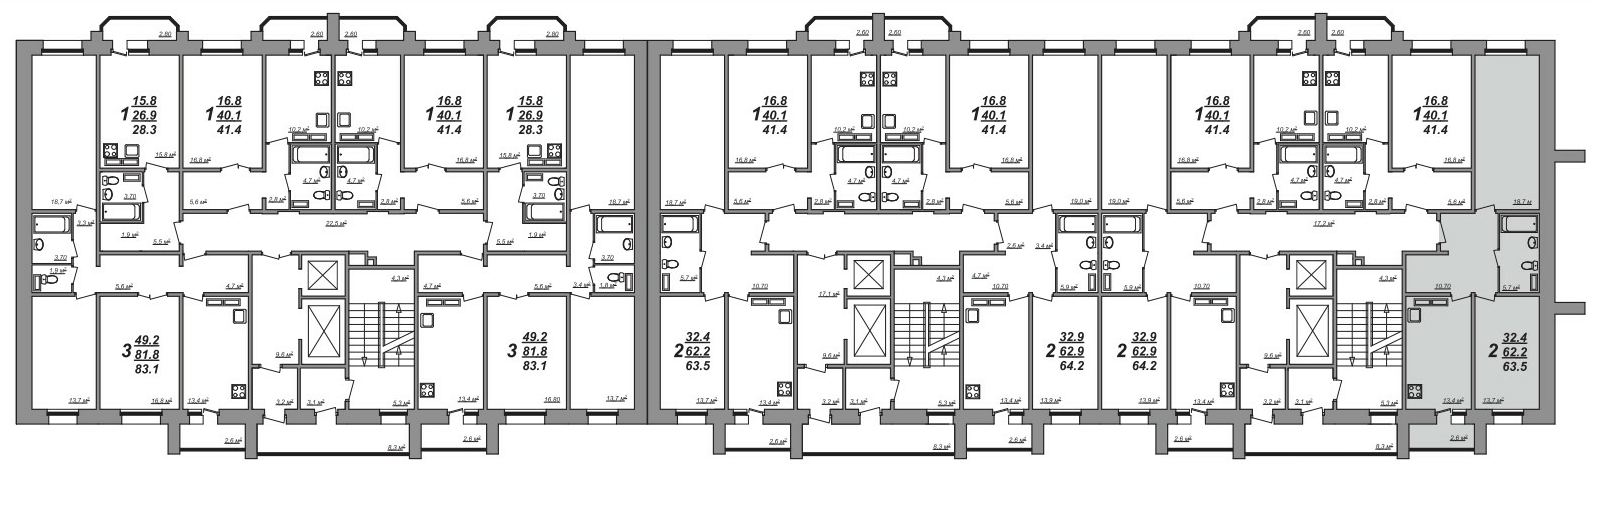 2.80 2.60 2.60 2.80 2.60 2.60 2.60 2.60
1 15.8 26.9 28.3
1 16.8 40.1 41.4
1 16.8 40.1 41.4
1 15.8 26.9 28.3
1 16.8 40.1 41.4
1 16.8 40.1 41.4
1 16.8 40.1 41.4
1 16.8 40.1 41.4
10,2 м² 10,2 м² 10,2 м² 10,2 м² 10,2 м² 10,2 м²
15,8 м² 16,8 м² 16,8 м² 15,8 м² 16,8 м² 16,8 м² 16,8 м² 16,8 м²
4,7 м² 4,7 м² 4,7 м² 4,7 м² 4,7 м² 4,7 м²
3.70 3.70
18,7 м² 5,6 м² 2,8 м² 2,8 м² 5,6 м² 18,7 м² 18,7 м² 5,6 м² 2,8 м² 2,8 м² 5,6 м² 19,0 м² 19,0 м² 5,6 м² 2,8 м² 2,8 м² 5,6 м² 18,7 м
3,3 м² 22,5 м² 17,2 м²
1,9 м² 5,5 м² 5,5 м² 1,9 м² 2,6 м² 3,4 м²
3.70 3.70
1,9 м² 4,3 м² 5,7 м² 4,3 м² 4,7 м² 4,3 м²
5,6 м² 4,7 м² 4,7 м² 5,6 м² 3,4 м² 1,8 м² 10.70 10.70 5,9 м² 5,9 м² 10.70 10.70 5,7 м²
17,1 м²
3 49.2 81.8 83.1
3 49.2 81.8 83.1
2 32.4 62.2 63.5
2 32.9 62.9 64.2
2 32.9 62.9 64.2
2 32.4 62.2 63.5
9,6 м² 9,6 м² 9,6 м²
13,7 м² 16,8 м² 13,4 м² 3,2 м² 3,1 м² 5,3 м² 13,4 м² 16.80 13,7 м² 13,7 м² 13,4 м² 3,2 м² 3,1 м² 5,3 м² 13,4 м² 13,9 м² 13,9 м² 13,4 м² 3,2 м² 3,1 м² 5,3 м² 13,4 м² 13,7 м²
2,6 м² 8,3 м² 2,6 м² 2,6 м² 8,3 м² 2,6 м² 2,6 м² 8,3 м² 2,6 м²